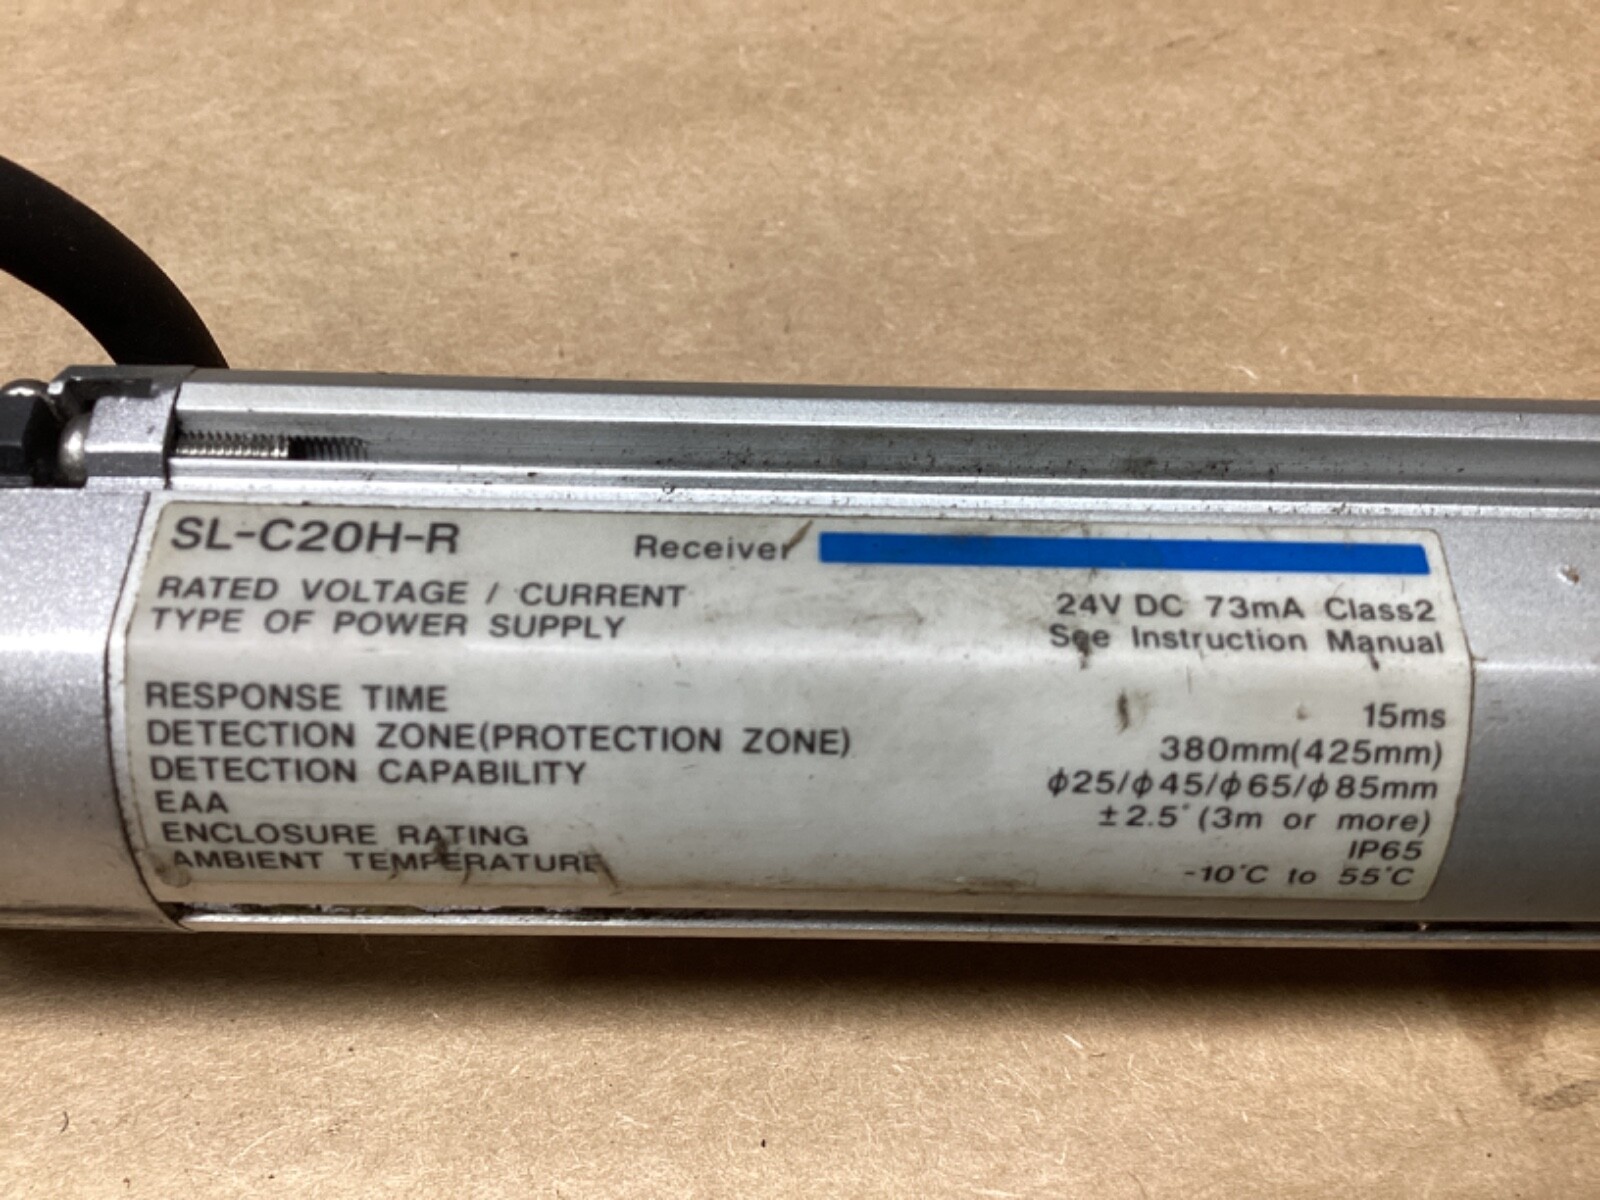 SL-C20H-R Receiver
RATED VOLTAGE / CURRENT 24V DC 73mA Class2
TYPE OF POWER SUPPLY See Instruction Manual
RESPONSE TIME 15ms
DETECTION ZONE(PROTECTION ZONE) 380mm(425mm)
DETECTION CAPABILITY ϕ25/ϕ45/ϕ65/ϕ85mm
EAA ±2.5°(3m or more)
ENCLOSURE RATING IP65
AMBIENT TEMPERATURE -10°C to 55°C